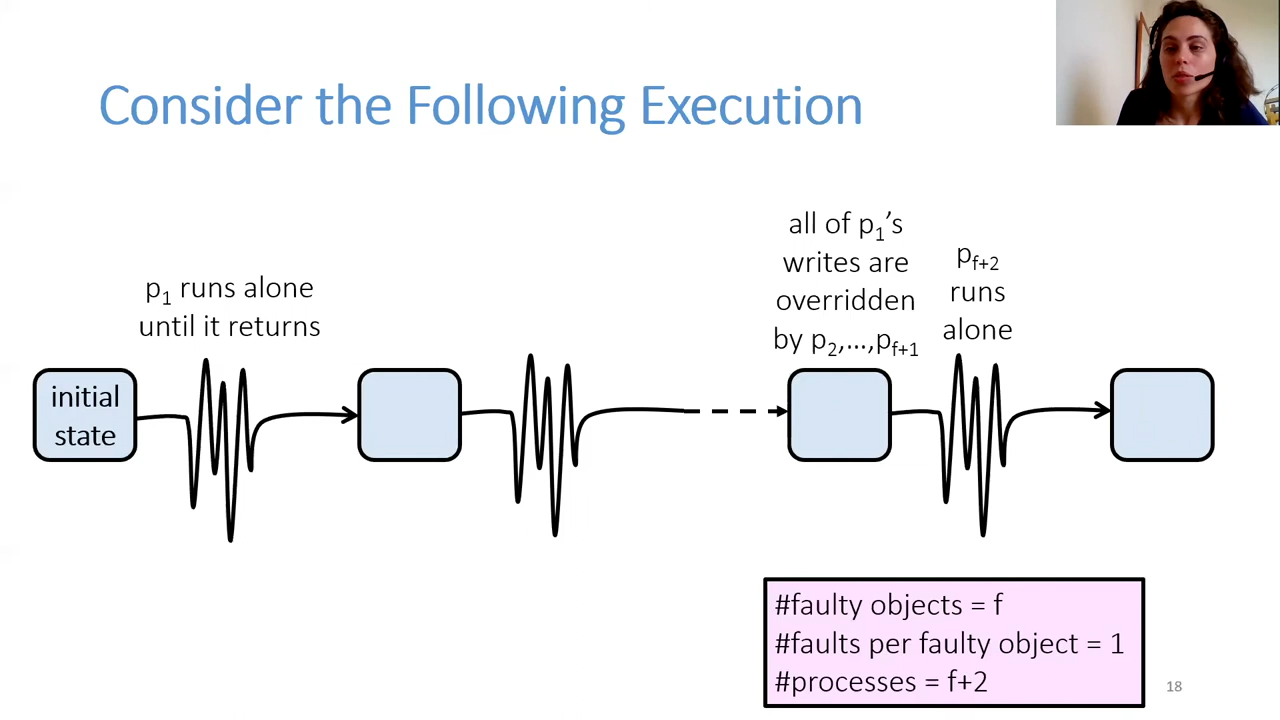 Consider the Following Execution
p₁ runs alone
until it returns
all of p₁’s
writes are
overridden
by p₂,…,p_f+1
p_f+2
runs
alone
initial
state
#faulty objects = f
#faults per faulty object = 1
#processes = f+2
18